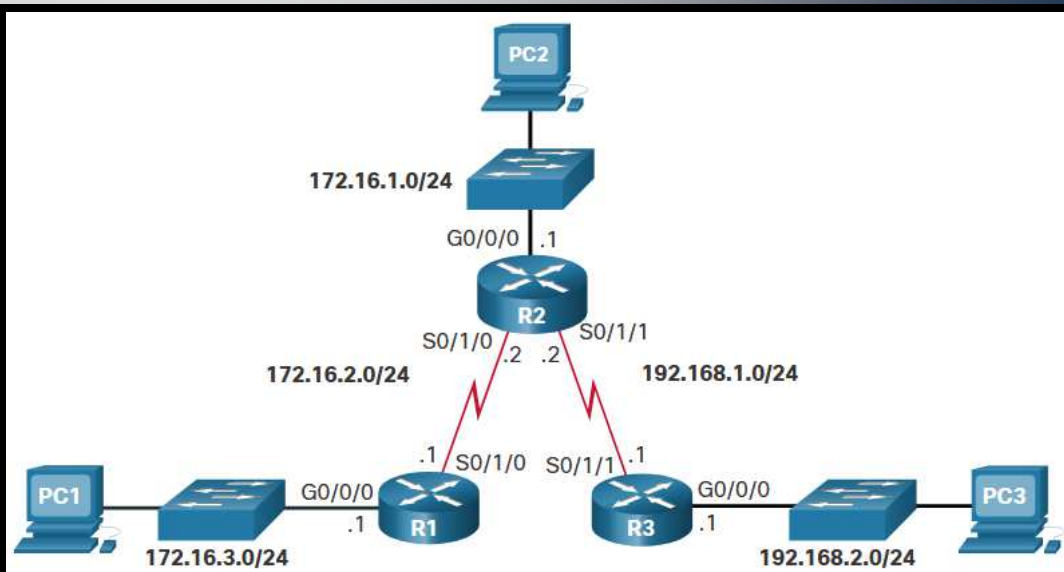 PC2
172.16.1.0/24
G0/0/0 .1
R2
S0/1/0 .2 .2 S0/1/1
172.16.2.0/24 192.168.1.0/24
.1 S0/1/0 S0/1/1 .1
PC1 G0/0/0 .1 R1 R3 G0/0/0 .1 PC3
172.16.3.0/24 192.168.2.0/24